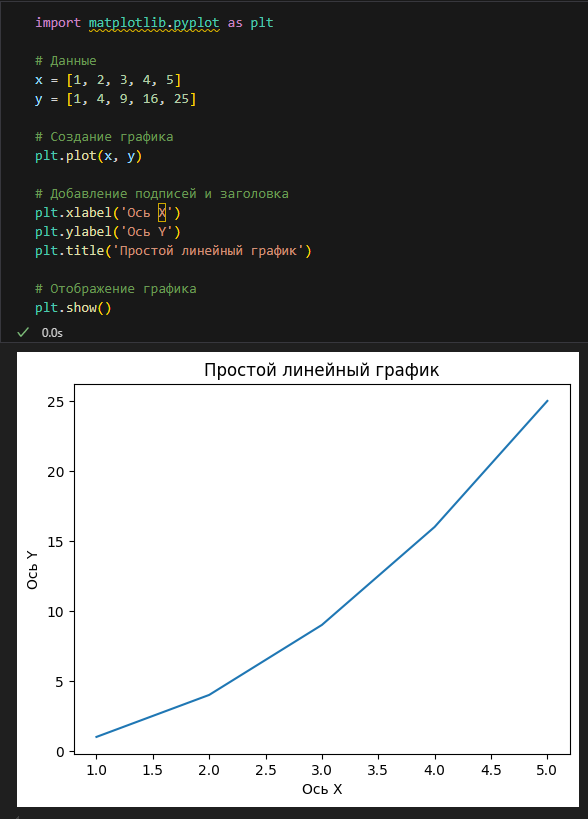 import matplotlib.pyplot as plt
# Данные
x = [1, 2, 3, 4, 5]
y = [1, 4, 9, 16, 25]
# Создание графика
plt.plot(x, y)
# Добавление подписей и заголовка
plt.xlabel('Ось X')
plt.ylabel('Ось Y')
plt.title('Простой линейный график')
# Отображение графика
plt.show()
0.0s
Простой линейный график
25
20
15
10
5
0
Ось Y
1.0 1.5 2.0 2.5 3.0 3.5 4.0 4.5 5.0
Ось X